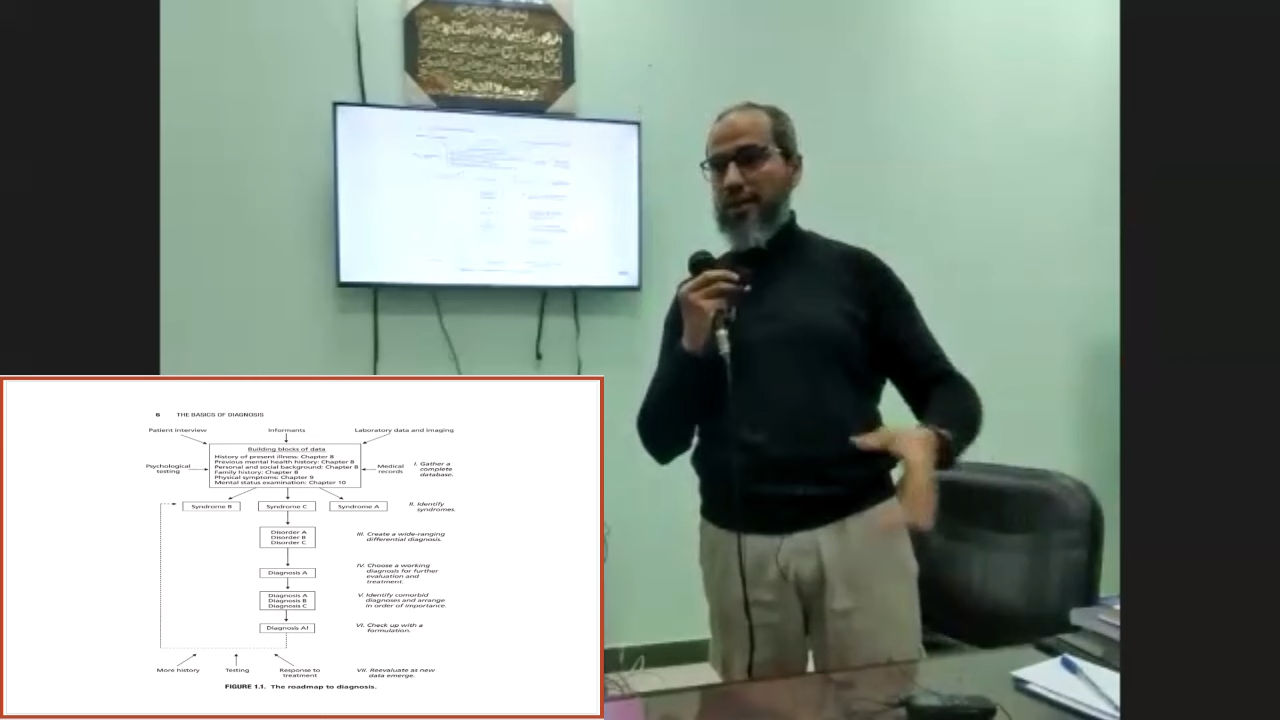 6 THE BASICS OF DIAGNOSIS
Patient interview
Informants
Laboratory data and imaging
Building blocks of data
History of present illness: Chapter 8
Previous mental health history: Chapter 8
Personal and social background: Chapter 8
Family history: Chapter 8
Physical symptoms: Chapter 9
Mental status examination: Chapter 10
Psychological
testing
Medical
records
I. Gather a
complete
database.
Syndrome B
Syndrome C
Syndrome A
II. Identify
syndromes.
Disorder A
Disorder B
Disorder C
III. Create a wide-ranging
differential diagnosis.
Diagnosis A
IV. Choose a working
diagnosis for further
evaluation and
treatment.
Diagnosis A
Diagnosis B
Diagnosis C
V. Identify comorbid
diagnoses and arrange
in order of importance.
Diagnosis A!
VI. Check up with a
formulation.
More history
Testing
Response to
treatment
VII. Reevaluate as new
data emerge.
FIGURE 1.1. The roadmap to diagnosis.